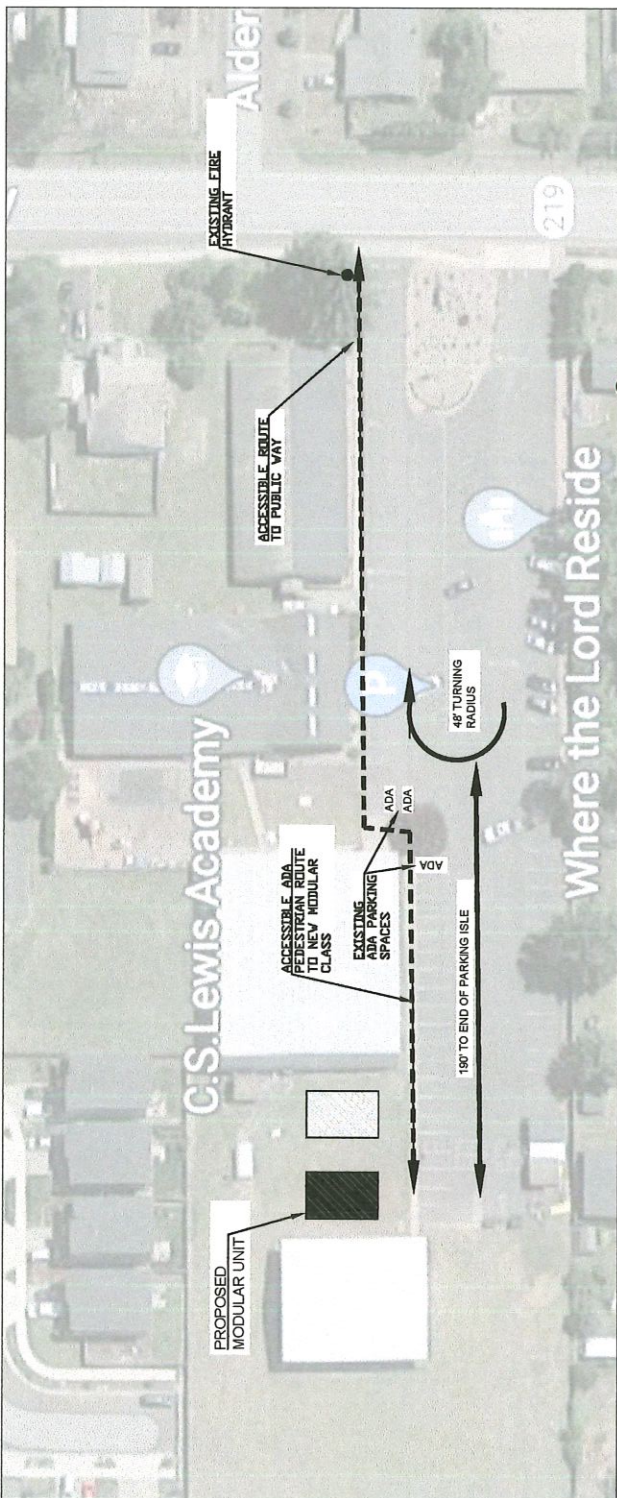 Alder
EXISTING FIRE
HYDRANT
219
ACCESSIBLE ROUTE
TO PUBLIC WAY
C.S.Lewis Academy
P
48' TURNING
RADIUS
Where the Lord Reside
ACCESSIBLE ADA
PEDESTRIAN ROUTE
TO NEW MODULAR
CLASS
EXISTING
ADA PARKING
SPACES
ADA
ADA
ADA
190' TO END OF PARKING ISLE
PROPOSED
MODULAR UNIT